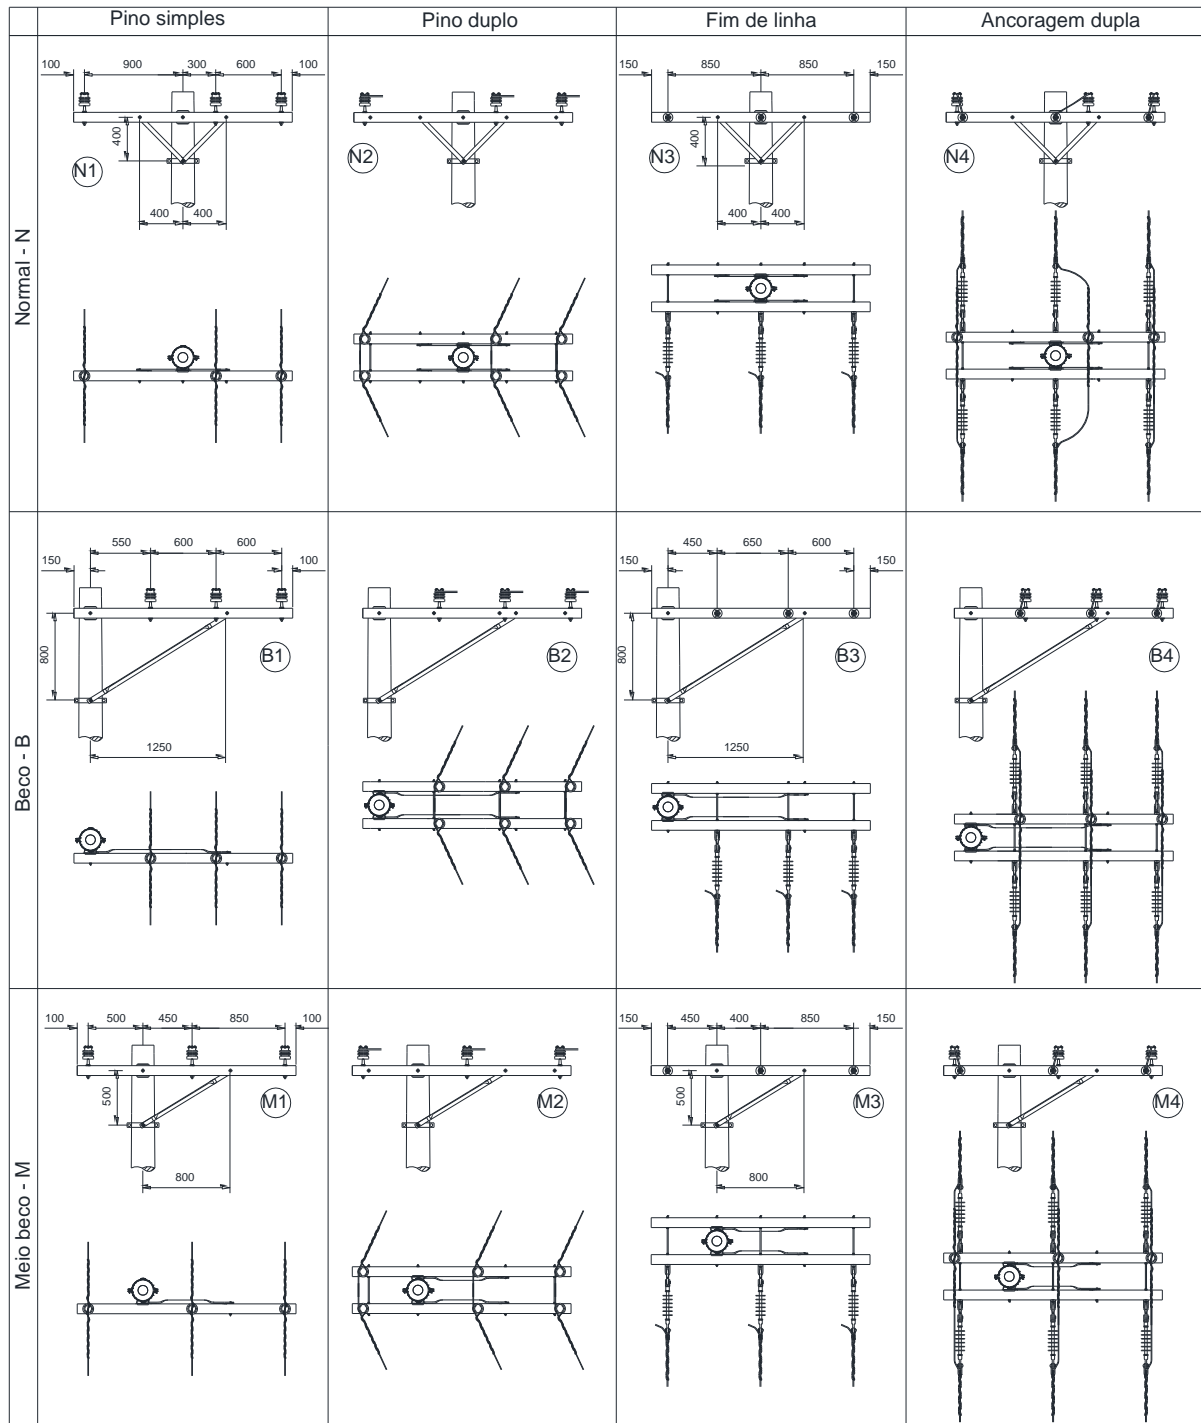 Pino simples
Pino duplo
Fim de linha
Ancoragem dupla
Normal - N
100 900 300 600 100
400
N1
400 400
N2
150 850 850 150
400
N3
400 400
N4
Beco - B
550 600 600
150 100
800
B1
1250
B2
450 650 600
150 150
800
B3
1250
B4
Meio beco - M
100 500 450 850 100
500
M1
800
M2
150 450 400 850 150
500
M3
800
M4